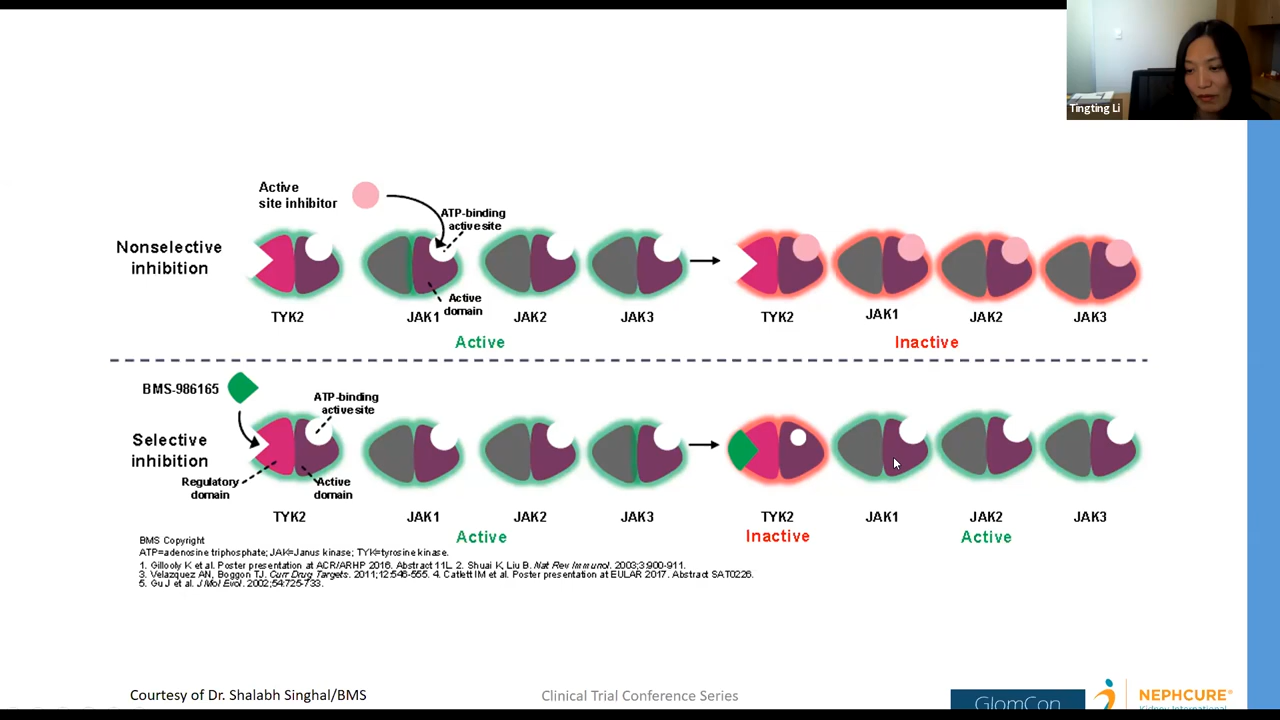 Tingting Li
Active
site inhibitor
ATP-binding
active site
Nonselective
inhibition
Active
domain
TYK2
JAK1
JAK2
JAK3
TYK2
JAK1
JAK2
JAK3
Active
Inactive
BMS-986165
ATP-binding
active site
Selective
inhibition
Regulatory
domain
Active
domain
TYK2
JAK1
JAK2
JAK3
TYK2
JAK1
JAK2
JAK3
Active
Inactive
Active
BMS Copyright
ATP=adenosine triphosphate; JAK=Janus kinase; TYK=tyrosine kinase.
1. Gillooly K et al. Poster presentation at ACR/ARHP 2016. Abstract 11L. 2. Shuai K, Liu B. Nat Rev Immunol. 2003;3:900-911.
3. Velazquez AN, Boggon TJ. Curr Drug Targets. 2011;12:546-555. 4. Catlett IM et al. Poster presentation at EULAR 2017. Abstract SAT0226.
5. Gu J et al. J Mol Evol. 2002;54:725-733.
Courtesy of Dr. Shalabh Singhal/BMS
Clinical Trial Conference Series
GlomCon
NEPHCURE
Kidney International